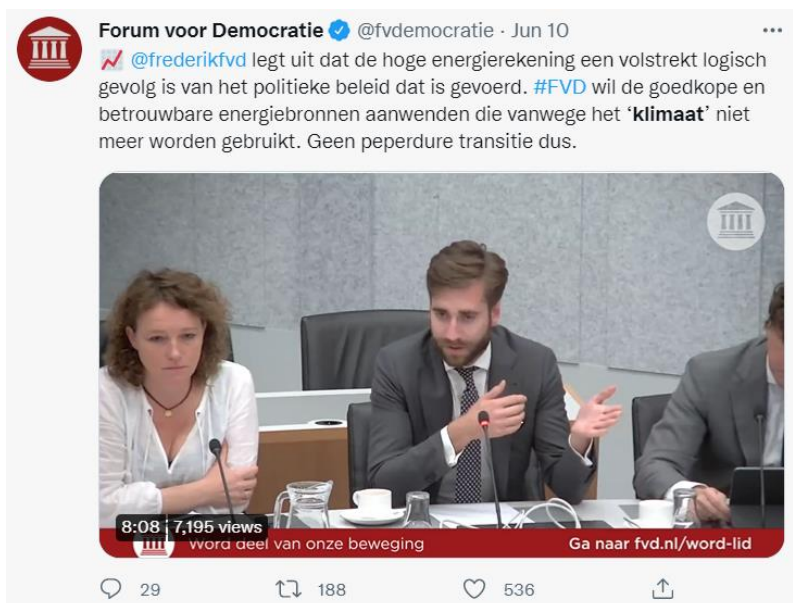 Forum voor Democratie @fvdemocratie · Jun 10
@frederikfvd legt uit dat de hoge energierekening een volstrekt logisch
gevolg is van het politieke beleid dat is gevoerd. #FVD wil de goedkope en
betrouwbare energiebronnen aanwenden die vanwege het ‘klimaat’ niet
meer worden gebruikt. Geen peperdure transitie dus.
8:08 | 7,195 views
Word deel van onze beweging
Ga naar fvd.nl/word-lid
29 188 536